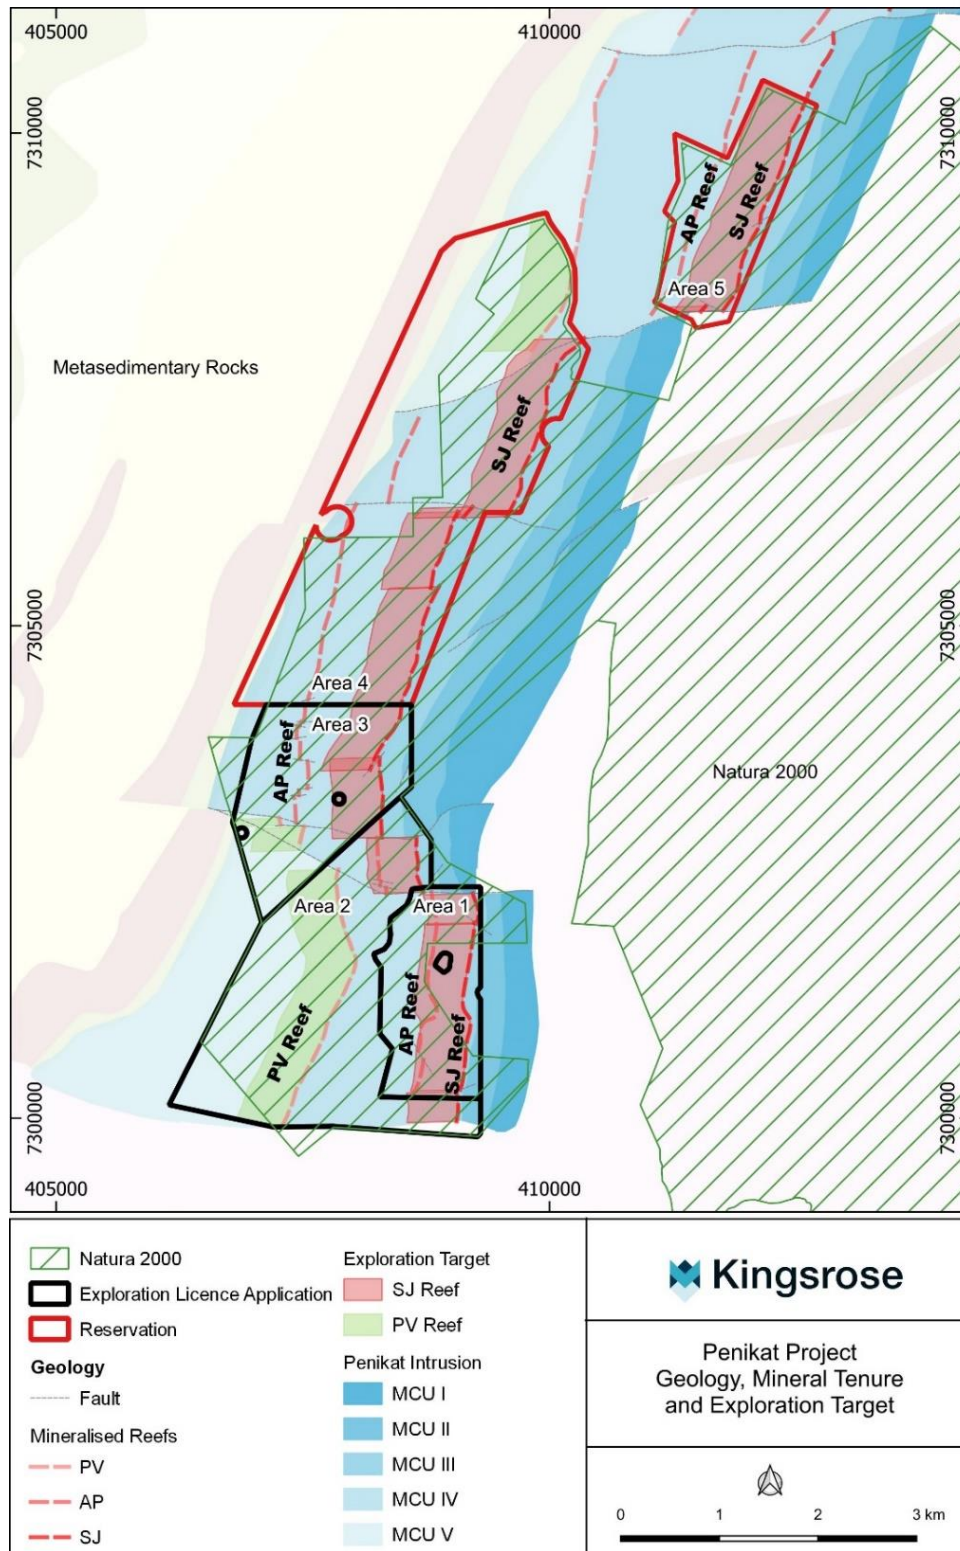 405000
410000
7310000
7310000
AP Reef
SJ Reef
Area 5
Metasedimentary Rocks
SJ Reef
7305000
7305000
Area 4
Area 3
AP Reef
Natura 2000
Area 2
Area 1
AP Reef
PV Reef
SJ Reef
7300000
7300000
405000
410000
Natura 2000
Exploration Licence Application
Reservation
Geology
Fault
Mineralised Reefs
PV
AP
SJ
Exploration Target
SJ Reef
PV Reef
Penikat Intrusion
MCU I
MCU II
MCU III
MCU IV
MCU V
Kingsrose
Penikat Project
Geology, Mineral Tenure
and Exploration Target
0 1 2 3 km